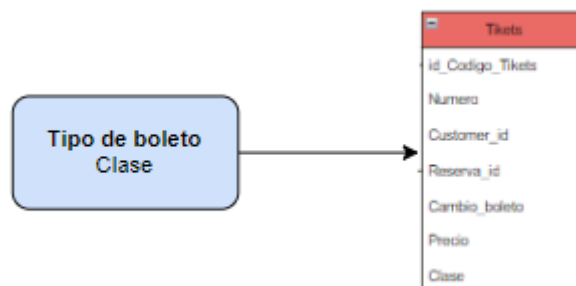 Tipo de boleto
Clase
Tikets
id_Codigo_Tikets
Numero
Customer_id
Reserva_id
Cambio_boleto
Precio
Clase